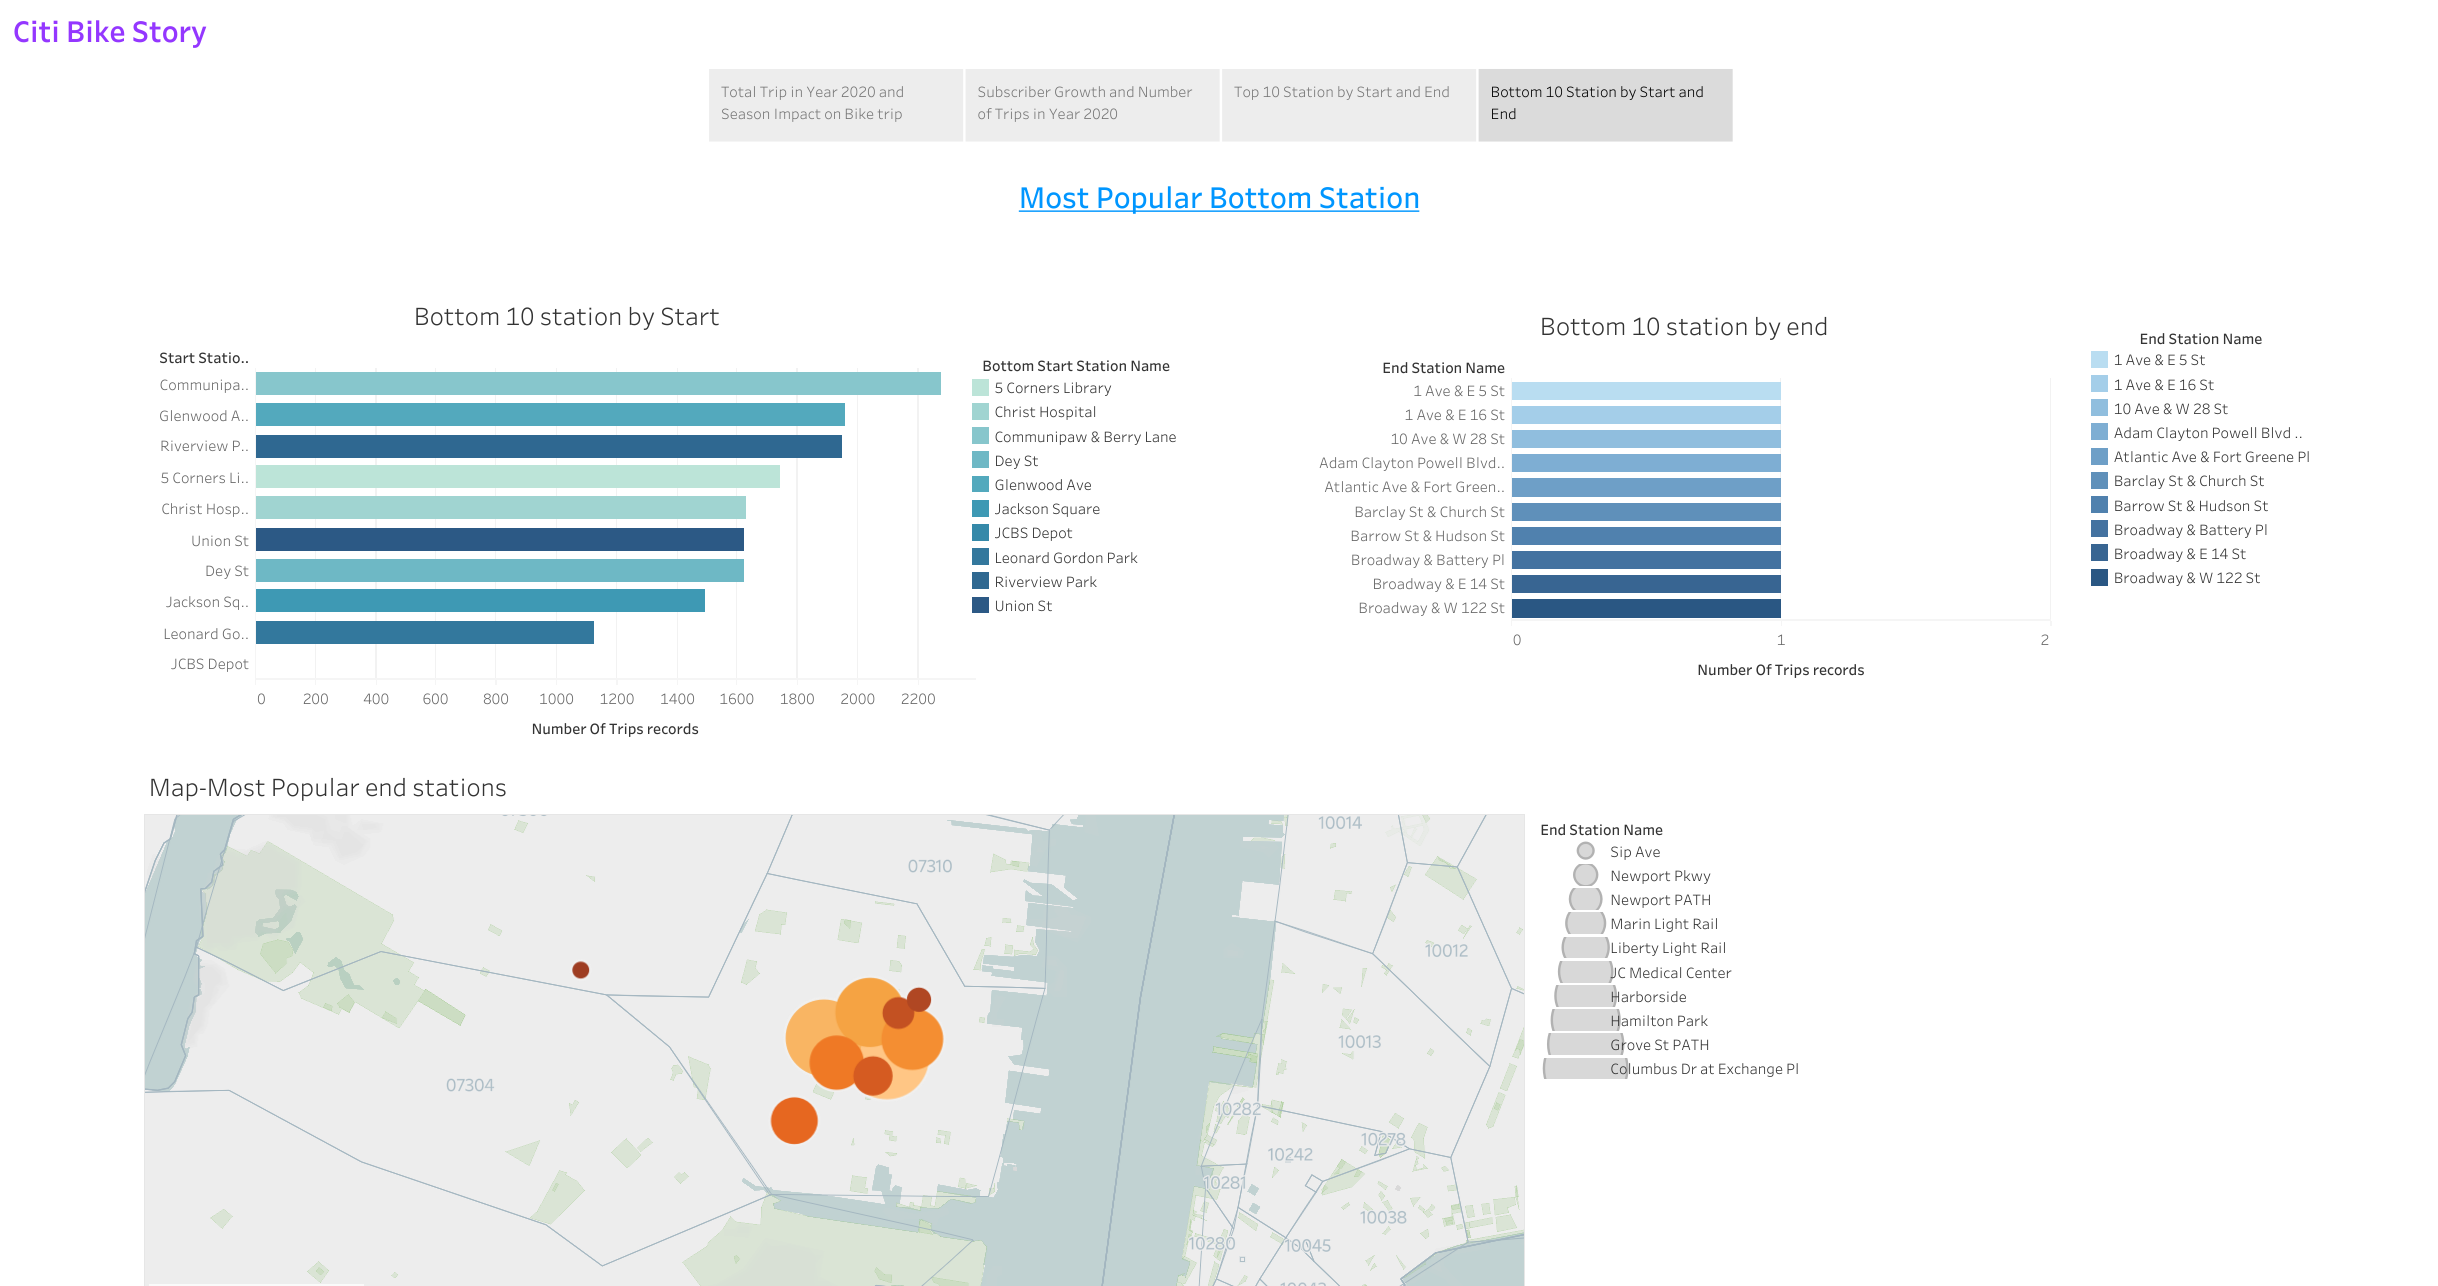 Citi Bike Story
Total Trip in Year 2020 and
Season Impact on Bike trip
Subscriber Growth and Number
of Trips in Year 2020
Top 10 Station by Start and End
Bottom 10 Station by Start and
End
Most Popular Bottom Station
Bottom 10 station by Start
Start Statio..
Communipa..
Glenwood A..
Riverview P..
5 Corners Li..
Christ Hosp..
Union St
Dey St
Jackson Sq..
Leonard Go..
JCBS Depot
0 200 400 600 800 1000 1200 1400 1600 1800 2000 2200
Number Of Trips records
Bottom Start Station Name
5 Corners Library
Christ Hospital
Communipaw & Berry Lane
Dey St
Glenwood Ave
Jackson Square
JCBS Depot
Leonard Gordon Park
Riverview Park
Union St
Bottom 10 station by end
End Station Name
1 Ave & E 5 St
1 Ave & E 16 St
10 Ave & W 28 St
Adam Clayton Powell Blvd..
Atlantic Ave & Fort Green..
Barclay St & Church St
Barrow St & Hudson St
Broadway & Battery Pl
Broadway & E 14 St
Broadway & W 122 St
0 1 2
Number Of Trips records
End Station Name
1 Ave & E 5 St
1 Ave & E 16 St
10 Ave & W 28 St
Adam Clayton Powell Blvd ..
Atlantic Ave & Fort Greene Pl
Barclay St & Church St
Barrow St & Hudson St
Broadway & Battery Pl
Broadway & E 14 St
Broadway & W 122 St
Map-Most Popular end stations
10014
07310
10012
10013
07304
10282
10278
10242
10281
10038
10280
10045
End Station Name
Sip Ave
Newport Pkwy
Newport PATH
Marin Light Rail
Liberty Light Rail
JC Medical Center
Harborside
Hamilton Park
Grove St PATH
Columbus Dr at Exchange Pl